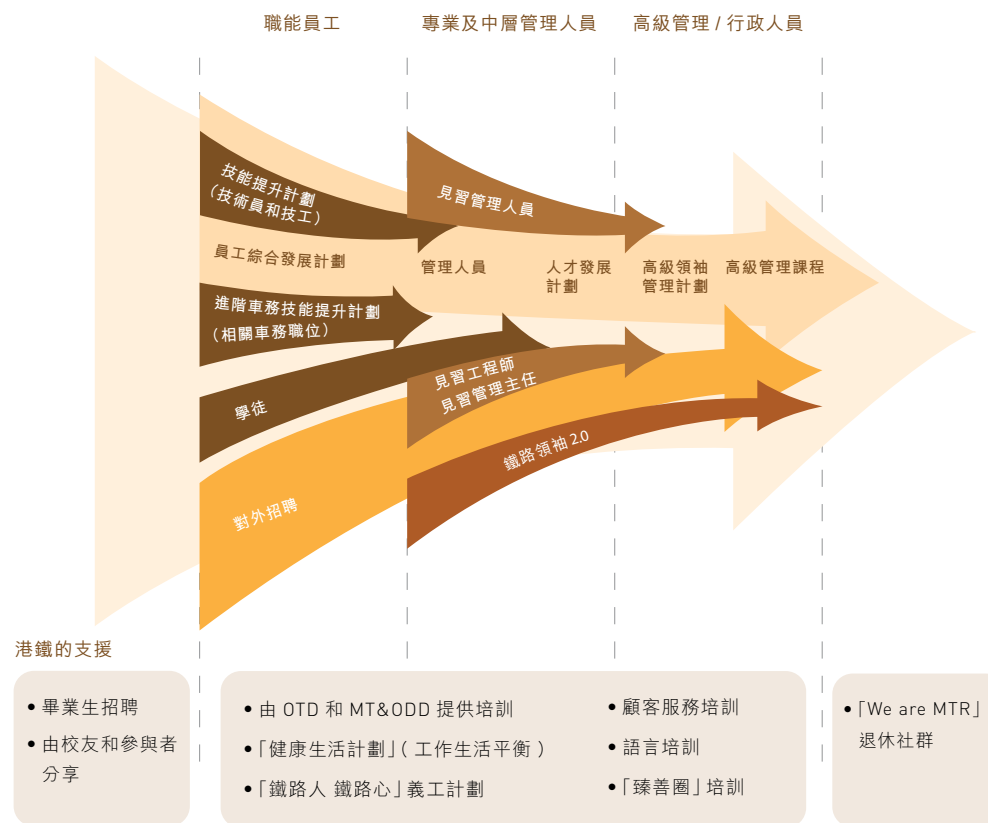 職能員工
專業及中層管理人員
高級管理 / 行政人員
技能提升計劃
（技術員和技工）
見習管理人員
員工綜合發展計劃
管理人員
人才發展
計劃
高級領袖
管理計劃
高級管理課程
進階車務技能提升計劃
（相關車務職位）
見習工程師
見習管理主任
學徒
鐵路領袖 2.0
對外招聘
港鐵的支援
• 畢業生招聘
• 由校友和參與者
分享
• 由 OTD 和 MT&ODD 提供培訓
•「健康生活計劃」( 工作生活平衡 )
•「鐵路人 鐵路心」義工計劃
• 顧客服務培訓
• 語言培訓
•「臻善圈」培訓
•「We are MTR」
退休社群